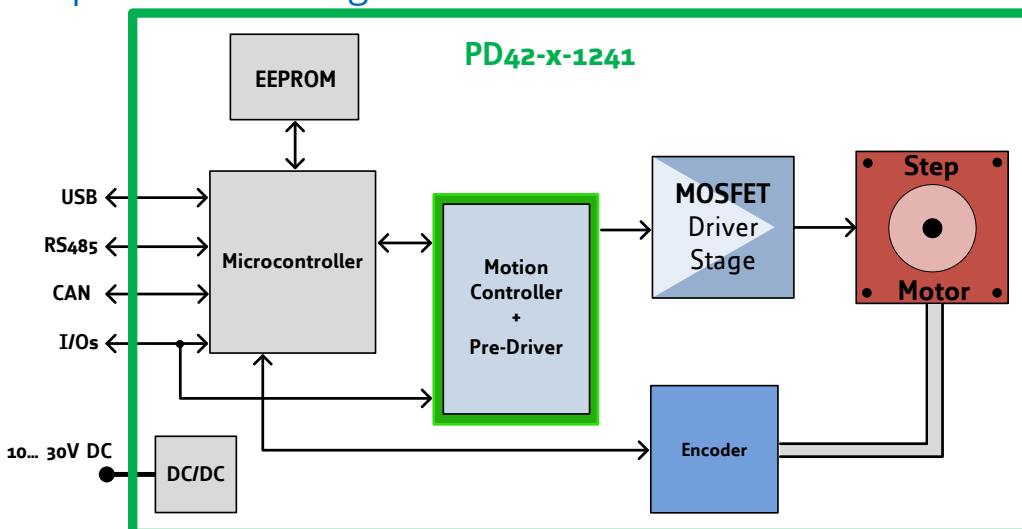 PD42-x-1241
EEPROM
USB
RS485
CAN
I/Os
Microcontroller
Motion
Controller
+
Pre-Driver
MOSFET
Driver
Stage
Step
Motor
Encoder
10... 30V DC
DC/DC